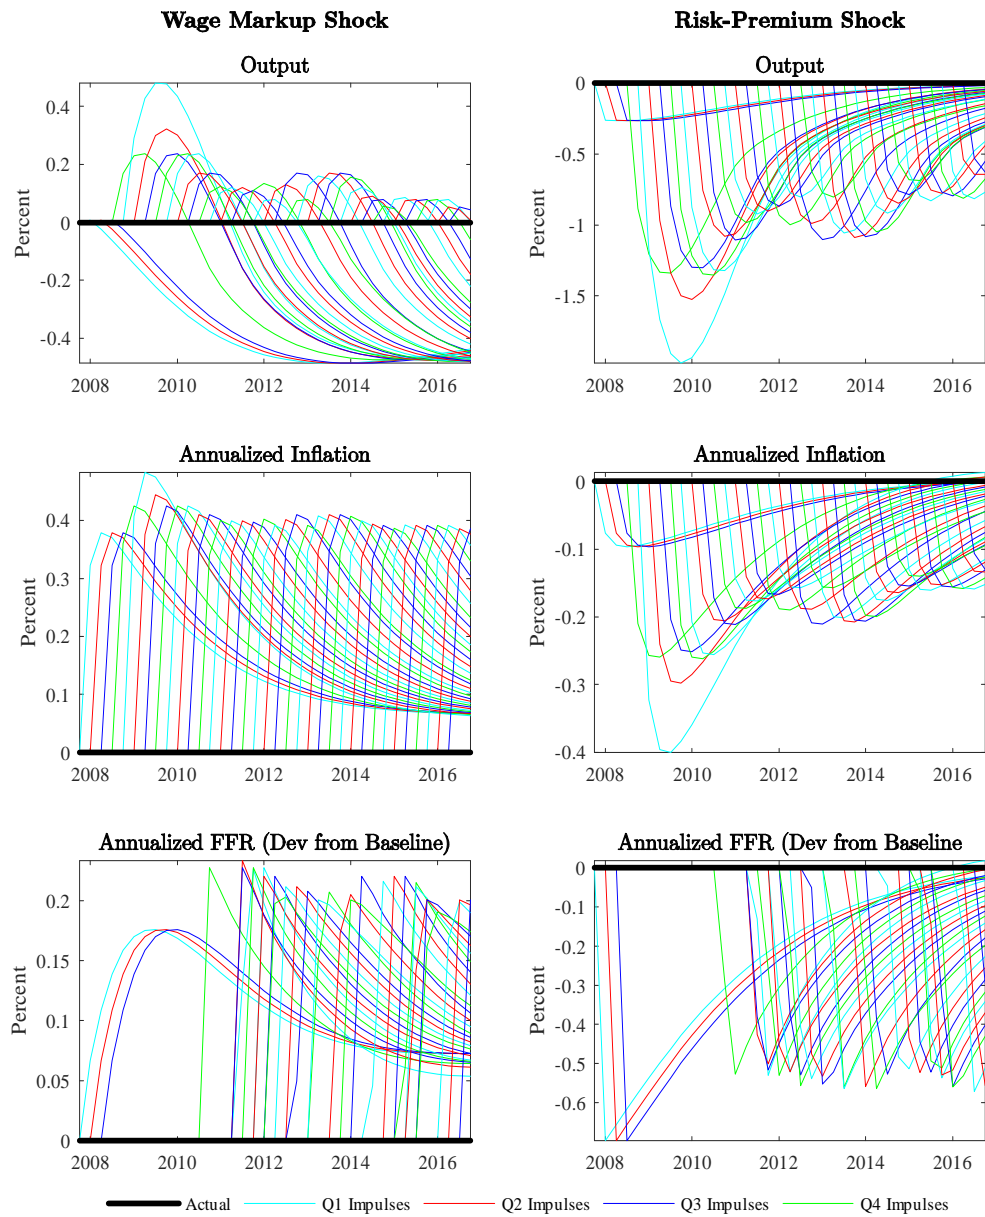 Wage Markup Shock
Risk-Premium Shock
Output
Percent
0.4
0.2
0
-0.2
-0.4
2008 2010 2012 2014 2016
Output
Percent
0
-0.5
-1
-1.5
2008 2010 2012 2014 2016
Annualized Inflation
Percent
0.4
0.3
0.2
0.1
0
2008 2010 2012 2014 2016
Annualized Inflation
Percent
0
-0.1
-0.2
-0.3
-0.4
2008 2010 2012 2014 2016
Annualized FFR (Dev from Baseline)
Percent
0.2
0.15
0.1
0.05
0
2008 2010 2012 2014 2016
Annualized FFR (Dev from Baseline
Percent
0
-0.1
-0.2
-0.3
-0.4
-0.5
-0.6
2008 2010 2012 2014 2016
Actual Q1 Impulses Q2 Impulses Q3 Impulses Q4 Impulses